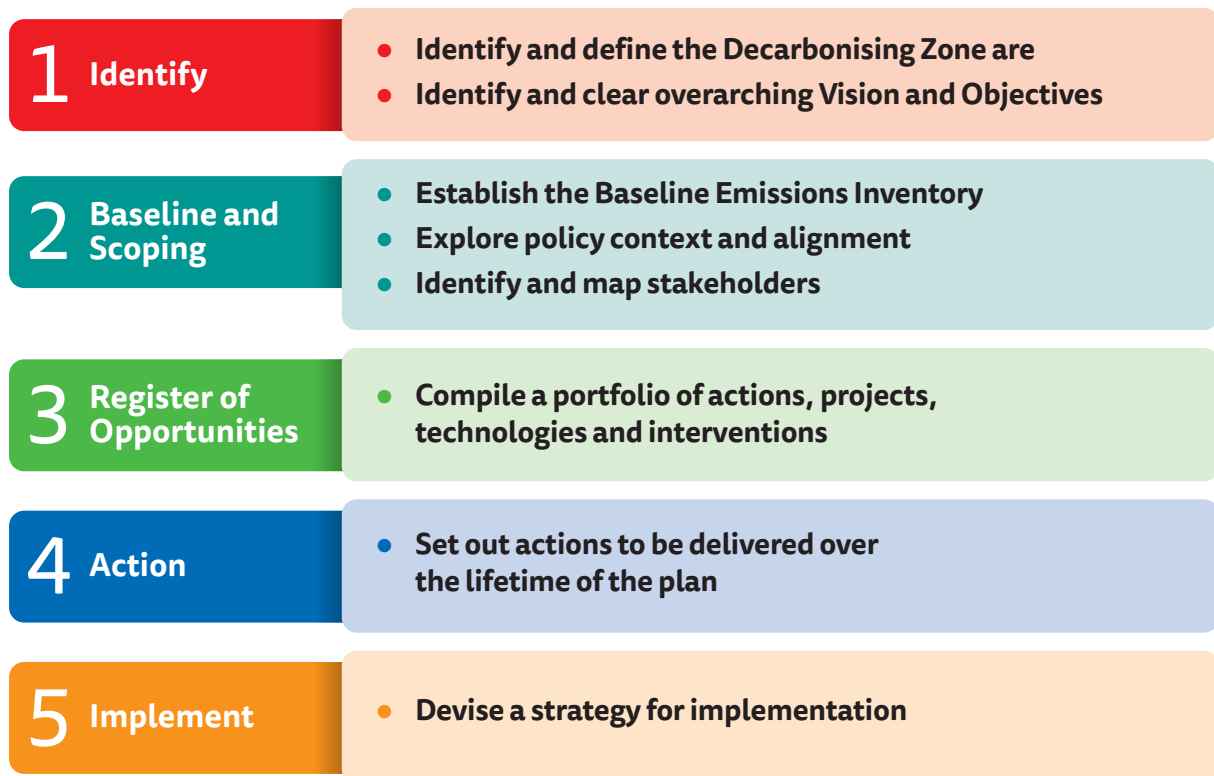 1 Identify
● Identify and define the Decarbonising Zone are
● Identify and clear overarching Vision and Objectives
2 Baseline and
Scoping
● Establish the Baseline Emissions Inventory
● Explore policy context and alignment
● Identify and map stakeholders
3 Register of
Opportunities
● Compile a portfolio of actions, projects,
technologies and interventions
4 Action
● Set out actions to be delivered over
the lifetime of the plan
5 Implement
● Devise a strategy for implementation